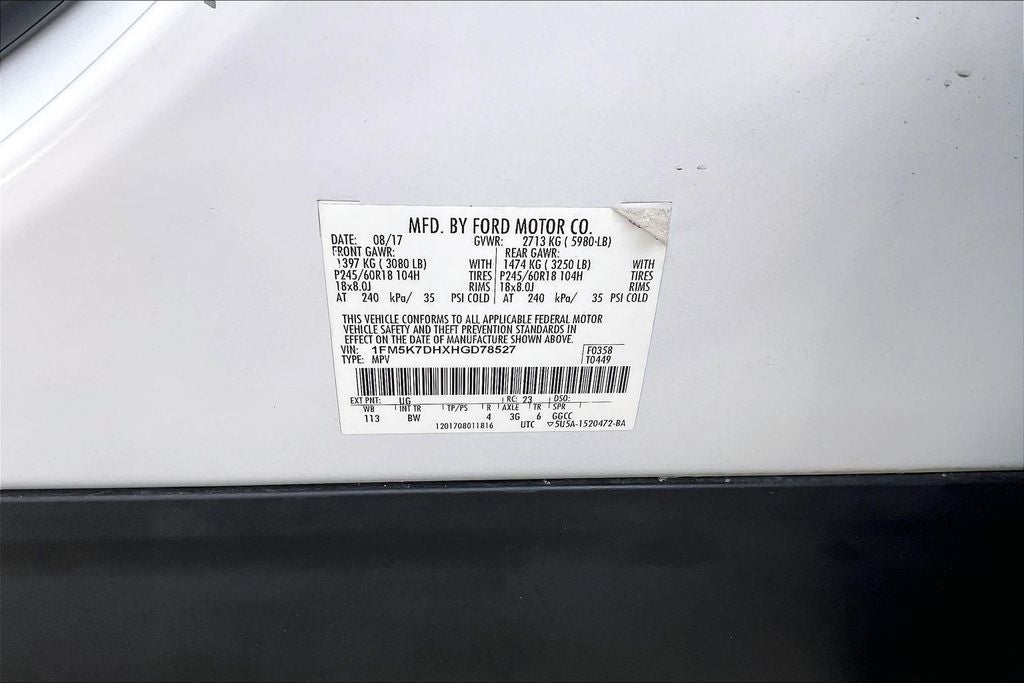 MFD. BY FORD MOTOR CO.
DATE: 08/17 GVWR: 2713 KG ( 5980-LB)
FRONT GAWR: REAR GAWR:
1397 KG ( 3080 LB) WITH 1474 KG ( 3250 LB) WITH
P245/60R18 104H TIRES P245/60R18 104H TIRES
18x8.0J RIMS 18x8.0J RIMS
AT 240 kPa/ 35 PSI COLD AT 240 kPa/ 35 PSI COLD
THIS VEHICLE CONFORMS TO ALL APPLICABLE FEDERAL MOTOR
VEHICLE SAFETY AND THEFT PREVENTION STANDARDS IN
EFFECT ON THE DATE OF MANUFACTURE SHOWN ABOVE.
VIN: 1FM5K7DHXHGD78527 F0358
TYPE: MPV T0449
EXT PNT: UG RC: 23 DSO:
WB INT TR TP/PS R AXLE TR SPR
113 BW 4 3G 6 GGCC
1201708011816 UTC ▽5U5A-1520472-BA